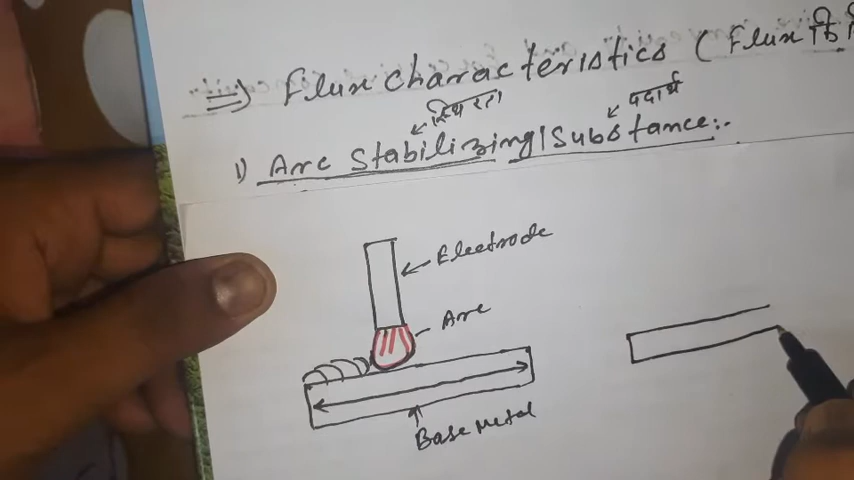 => Flux characteristics ( Flux
स्थिरता पदार्थ
1) Arc Stabilizing | Substance:-
Electrode
Arc
Base Metal